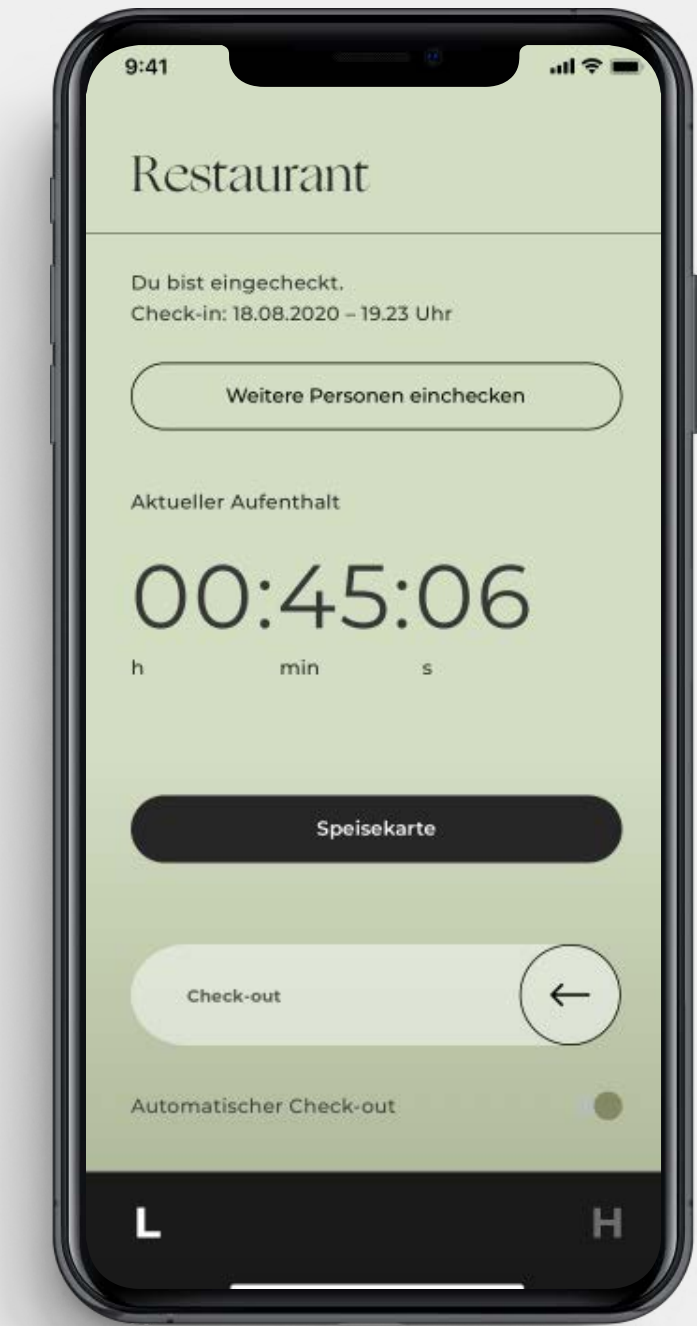 9:41
Restaurant
Du bist eingecheckt.
Check-in: 18.08.2020 – 19.23 Uhr
Weitere Personen einchecken
Aktueller Aufenthalt
00:45:06
h min s
Speisekarte
Check-out
Automatischer Check-out
L H